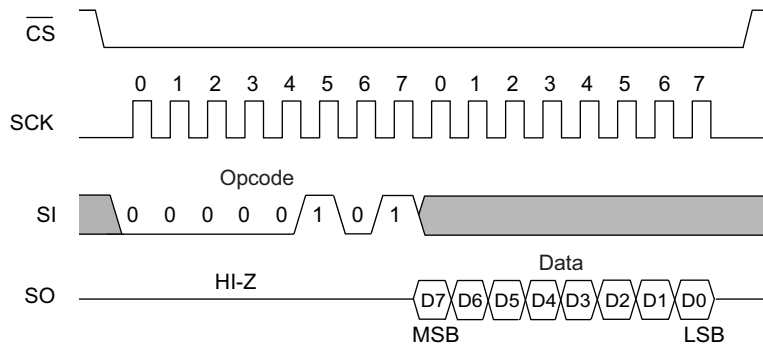 CS
0 1 2 3 4 5 6 7 0 1 2 3 4 5 6 7
SCK
Opcode
SI 0 0 0 0 0 1 0 1
Data
HI-Z
SO D7 D6 D5 D4 D3 D2 D1 D0
MSB LSB